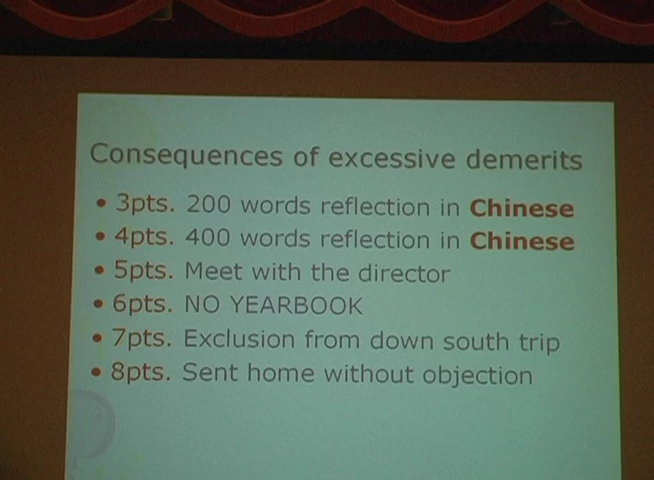 Consequences of excessive demerits
• 3pts. 200 words reflection in Chinese
• 4pts. 400 words reflection in Chinese
• 5pts. Meet with the director
• 6pts. NO YEARBOOK
• 7pts. Exclusion from down south trip
• 8pts. Sent home without objection